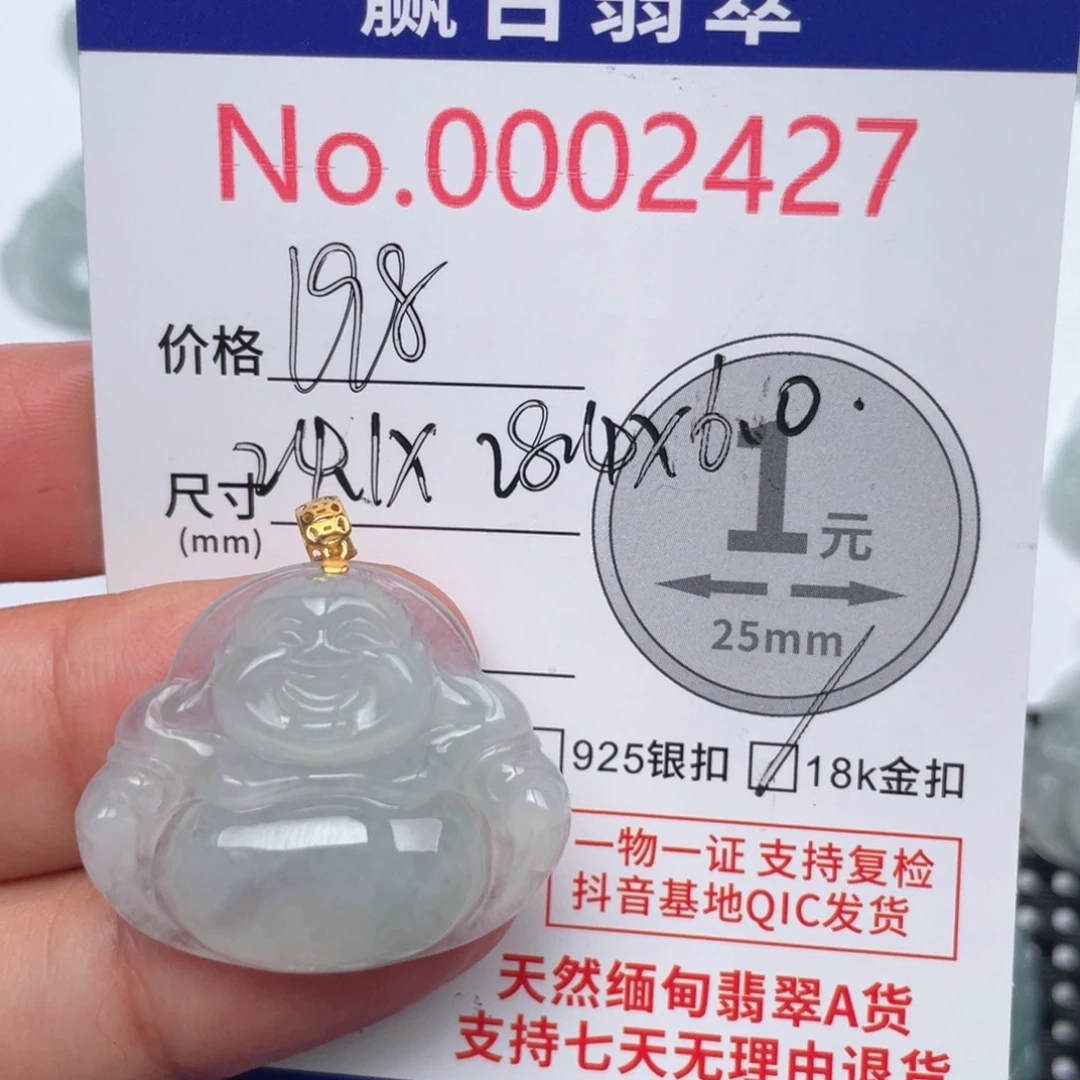 赢百翡翠
No.0002427
价格 198
尺寸 24.1x 28.4x6.0
(mm)
1元
25mm
925银扣 18k金扣
一物一证 支持复检
抖音基地QIC发货
天然缅甸翡翠A货
支持七天无理由退货